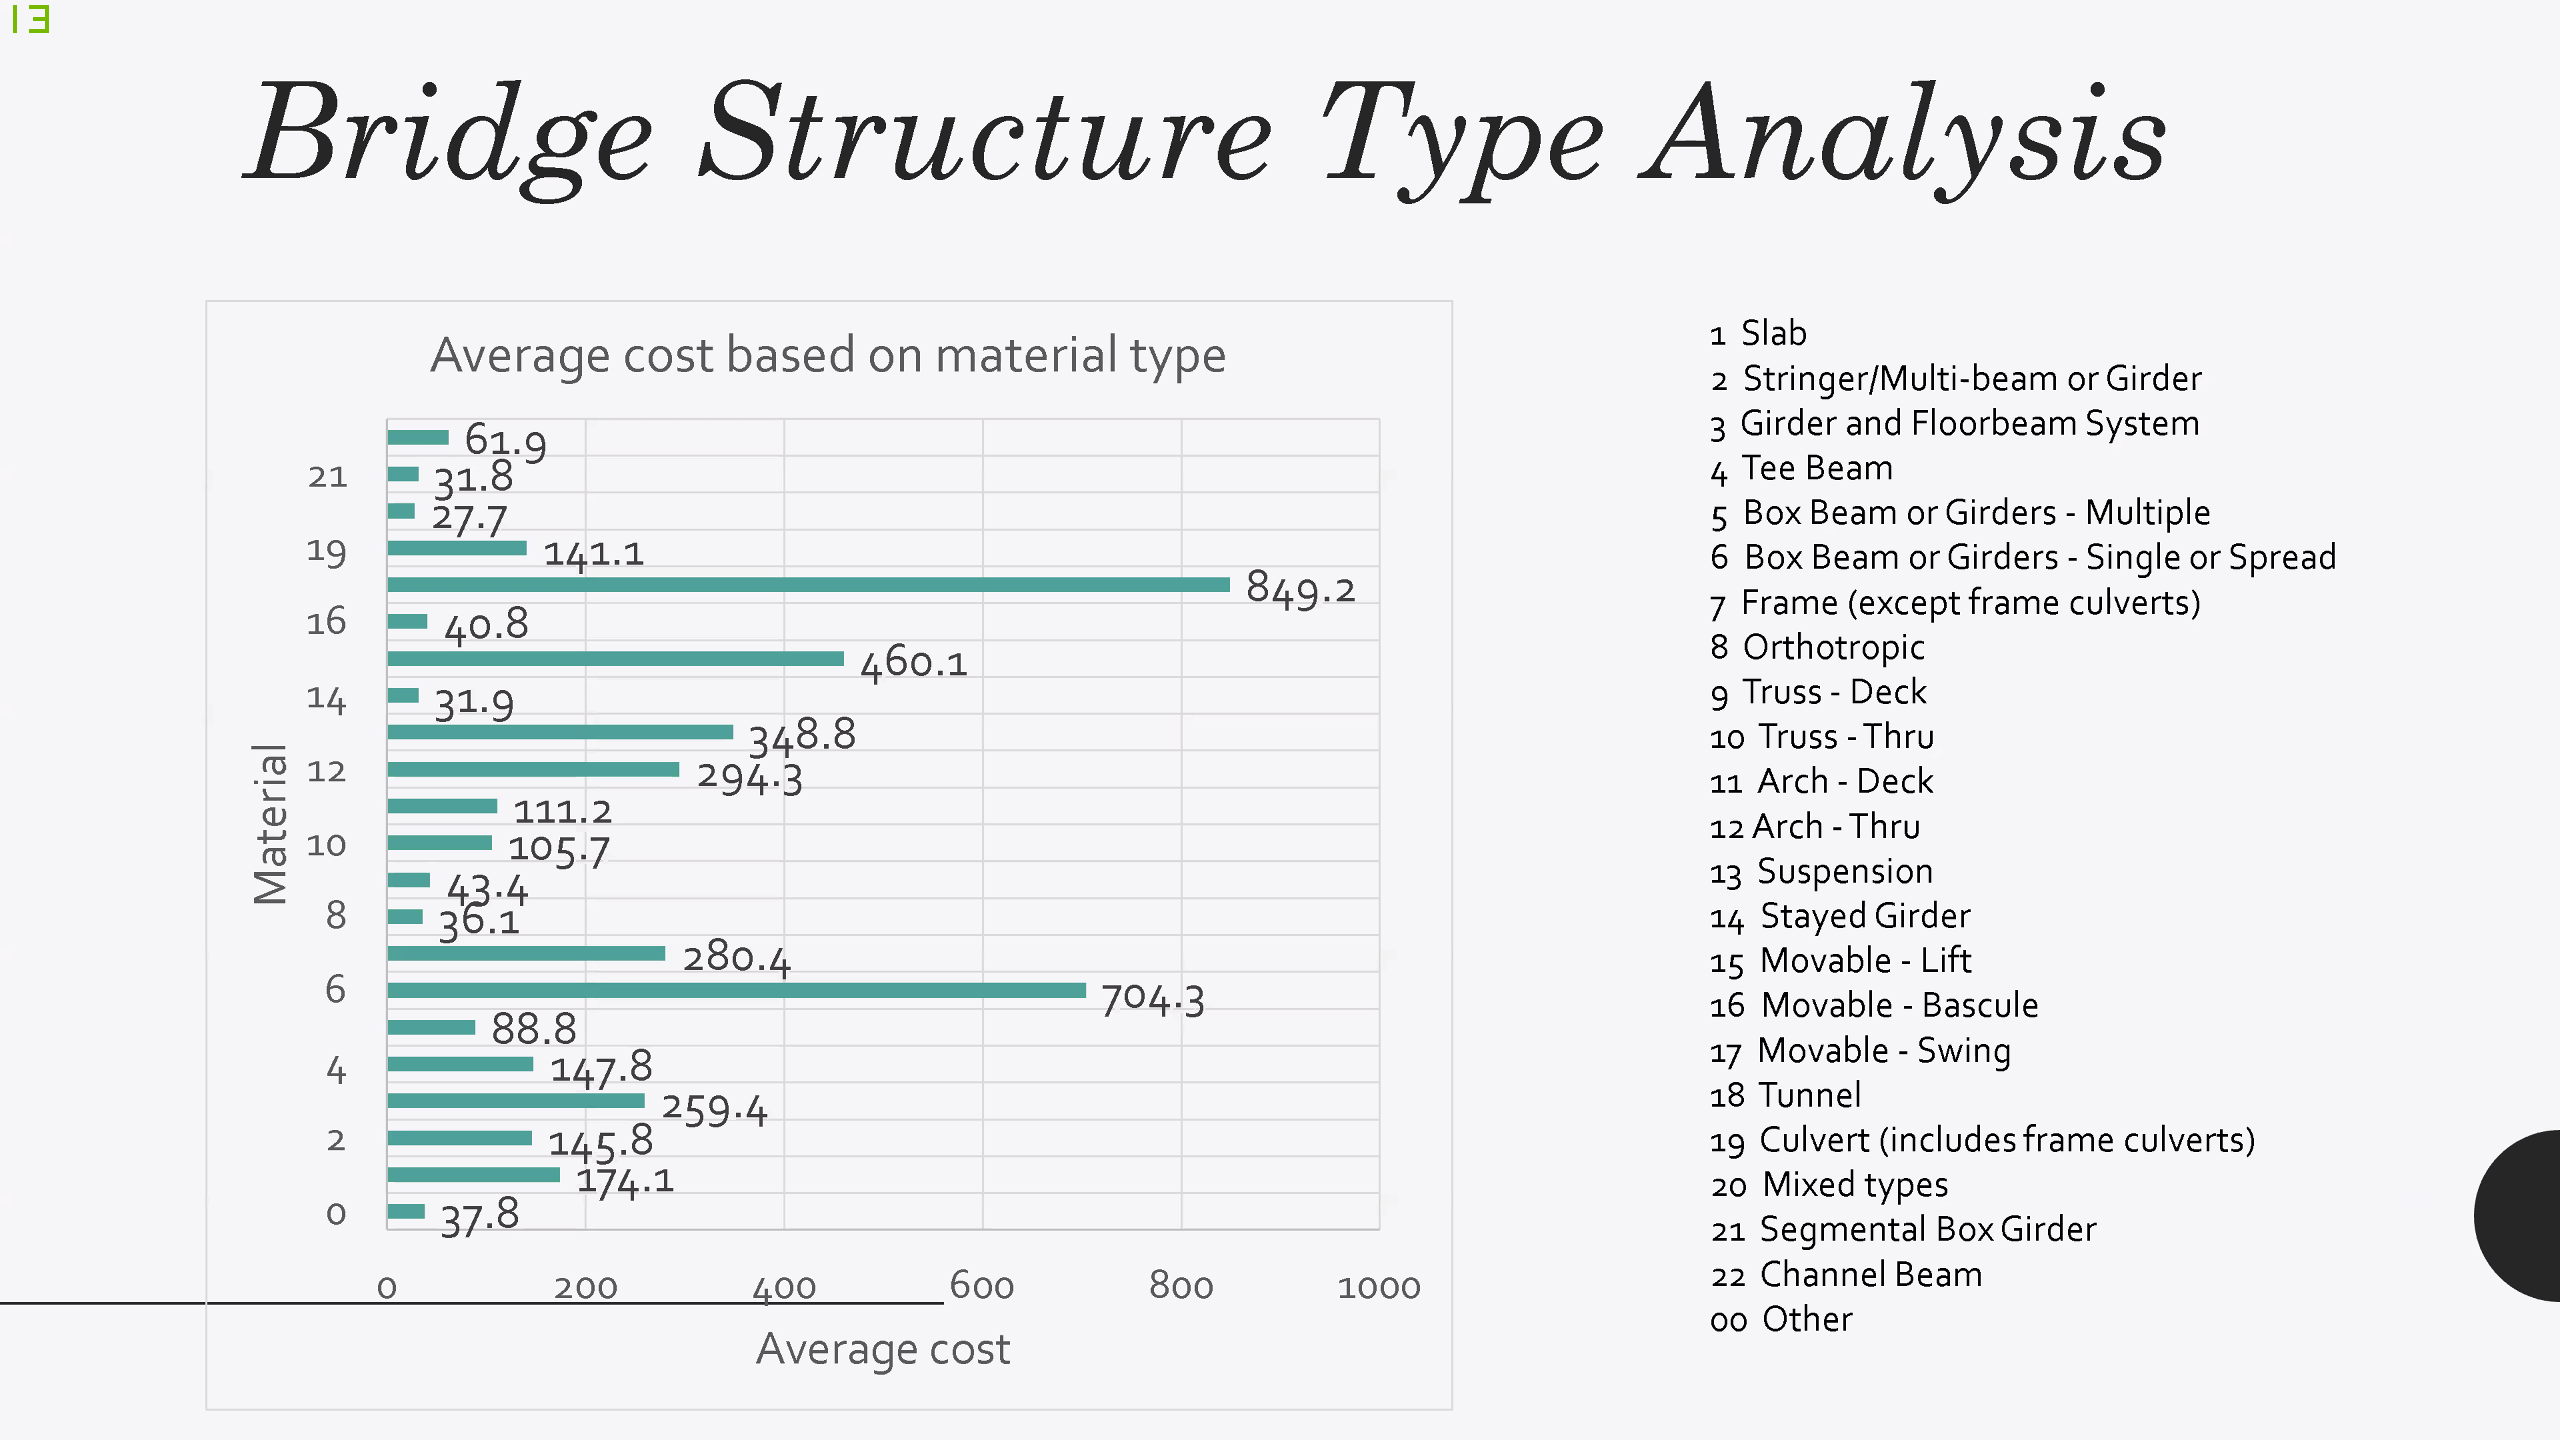 13
Bridge Structure Type Analysis
Average cost based on material type
61.9
21 31.8
27.7
19 141.1
849.2
16 40.8
460.1
14 31.9
348.8
12 294.3
111.2
10 105.7
43.4
8 36.1
280.4
6 704.3
88.8
4 147.8
259.4
2 145.8
174.1
0 37.8
Material
0 200 400 600 800 1000
Average cost
1 Slab
2 Stringer/Multi-beam or Girder
3 Girder and Floorbeam System
4 Tee Beam
5 Box Beam or Girders - Multiple
6 Box Beam or Girders - Single or Spread
7 Frame (except frame culverts)
8 Orthotropic
9 Truss - Deck
10 Truss - Thru
11 Arch - Deck
12 Arch - Thru
13 Suspension
14 Stayed Girder
15 Movable - Lift
16 Movable - Bascule
17 Movable - Swing
18 Tunnel
19 Culvert (includes frame culverts)
20 Mixed types
21 Segmental Box Girder
22 Channel Beam
00 Other